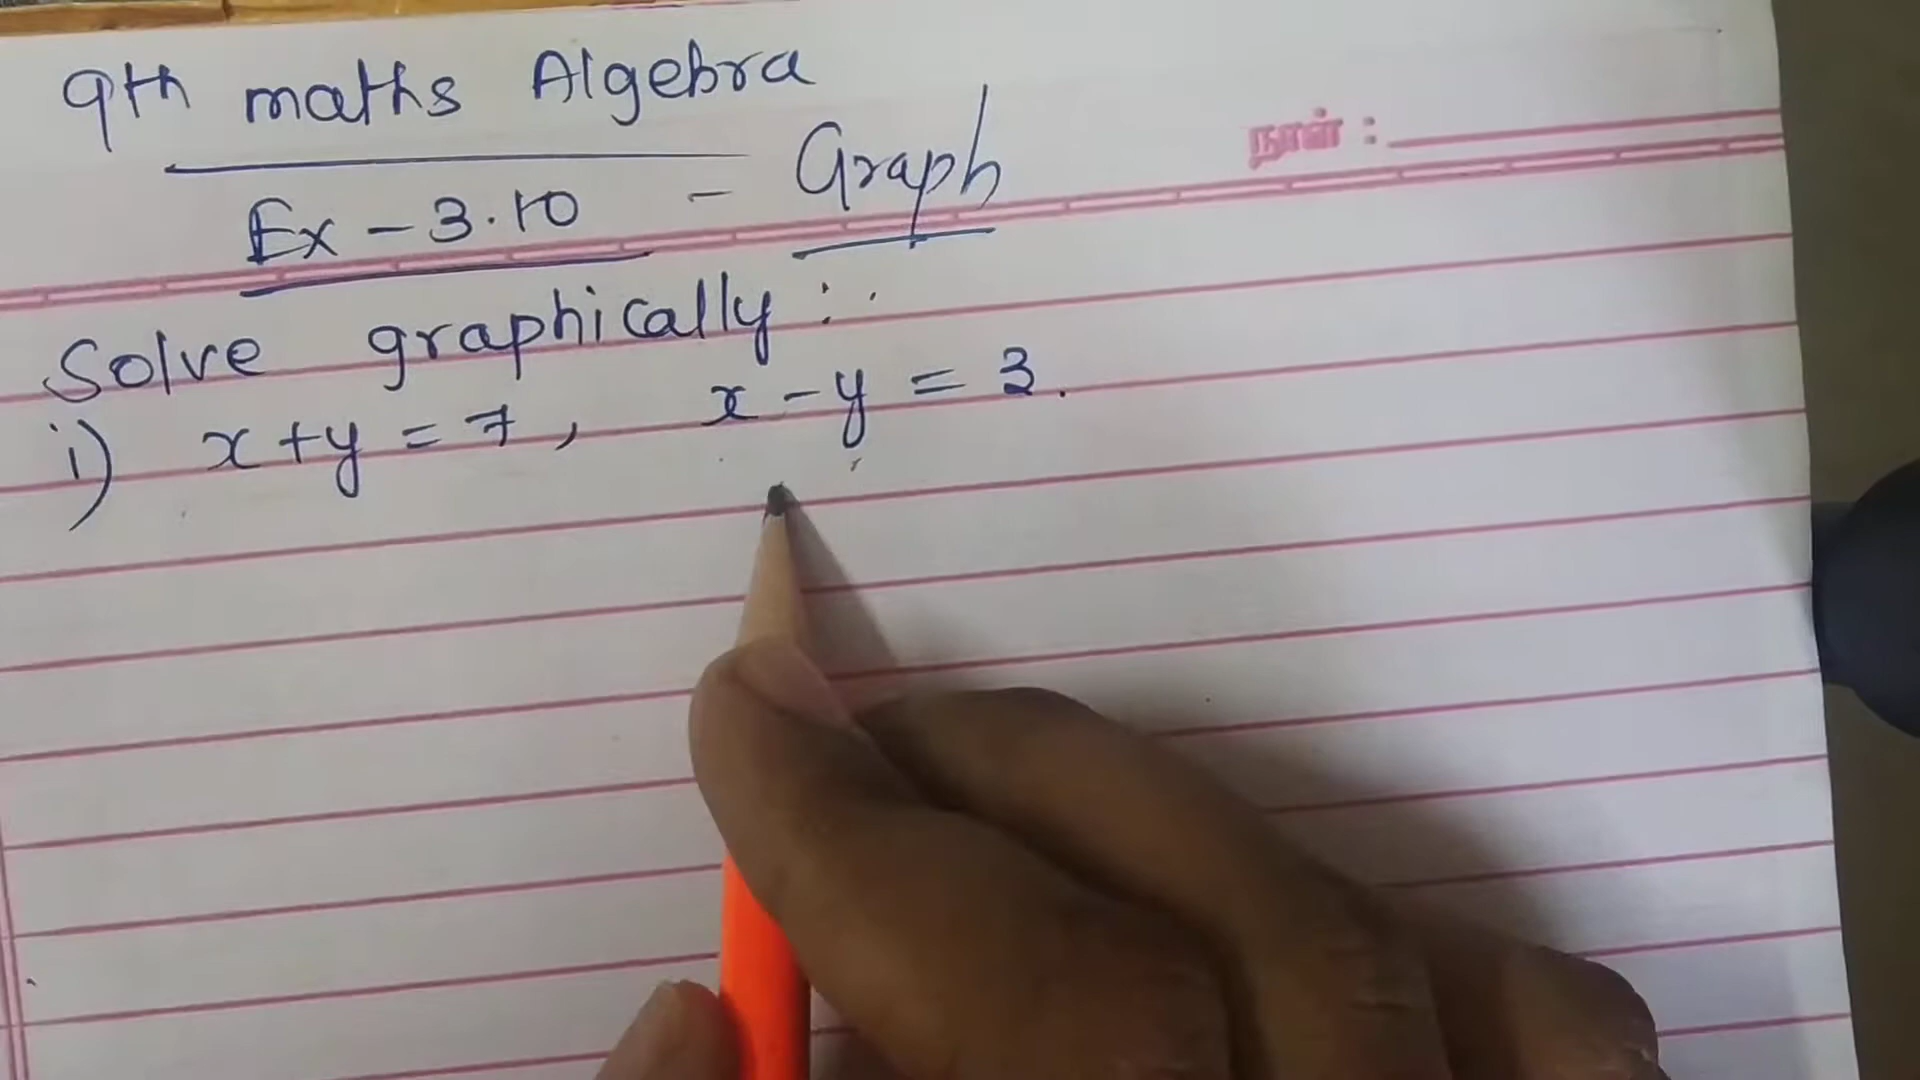 9th maths Algebra
Ex - 3.10 - Graph
நாள் :
Solve graphically :
i) x + y = 7 , x - y = 3 .